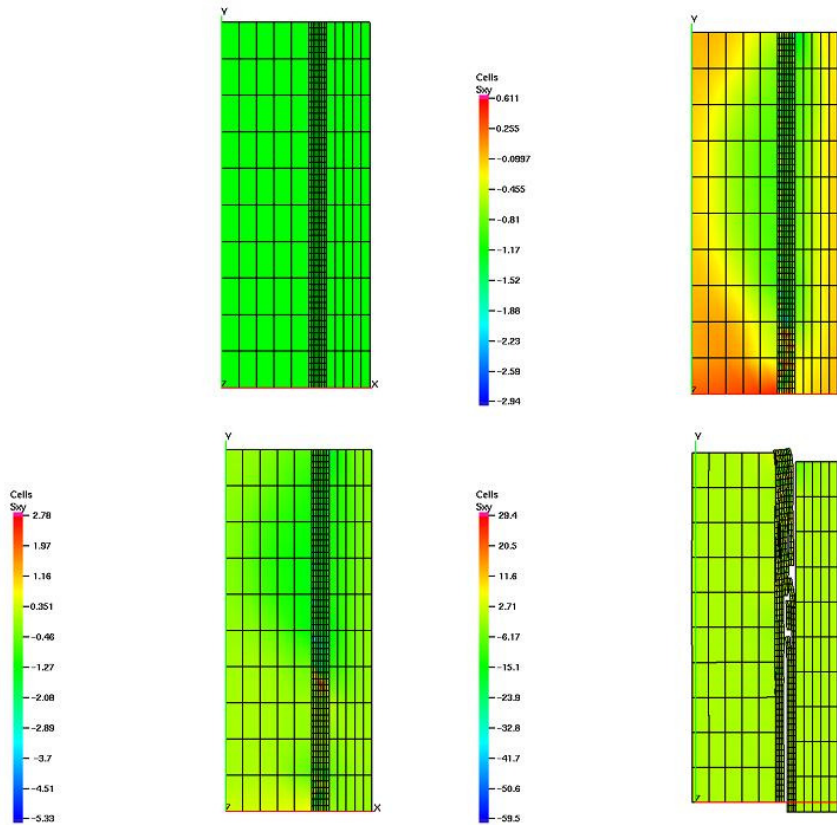 Y
Z
X
Cells
Sxy
0.611
0.255
-0.0997
-0.455
-0.81
-1.17
-1.52
-1.88
-2.23
-2.59
-2.94
Y
Z
Cells
Sxy
2.78
1.97
1.16
0.351
-0.46
-1.27
-2.08
-2.89
-3.7
-4.51
-5.33
Y
Z
X
Cells
Sxy
29.4
20.5
11.6
2.71
-6.17
-15.1
-23.9
-32.8
-41.7
-50.6
-59.5
Y
Z